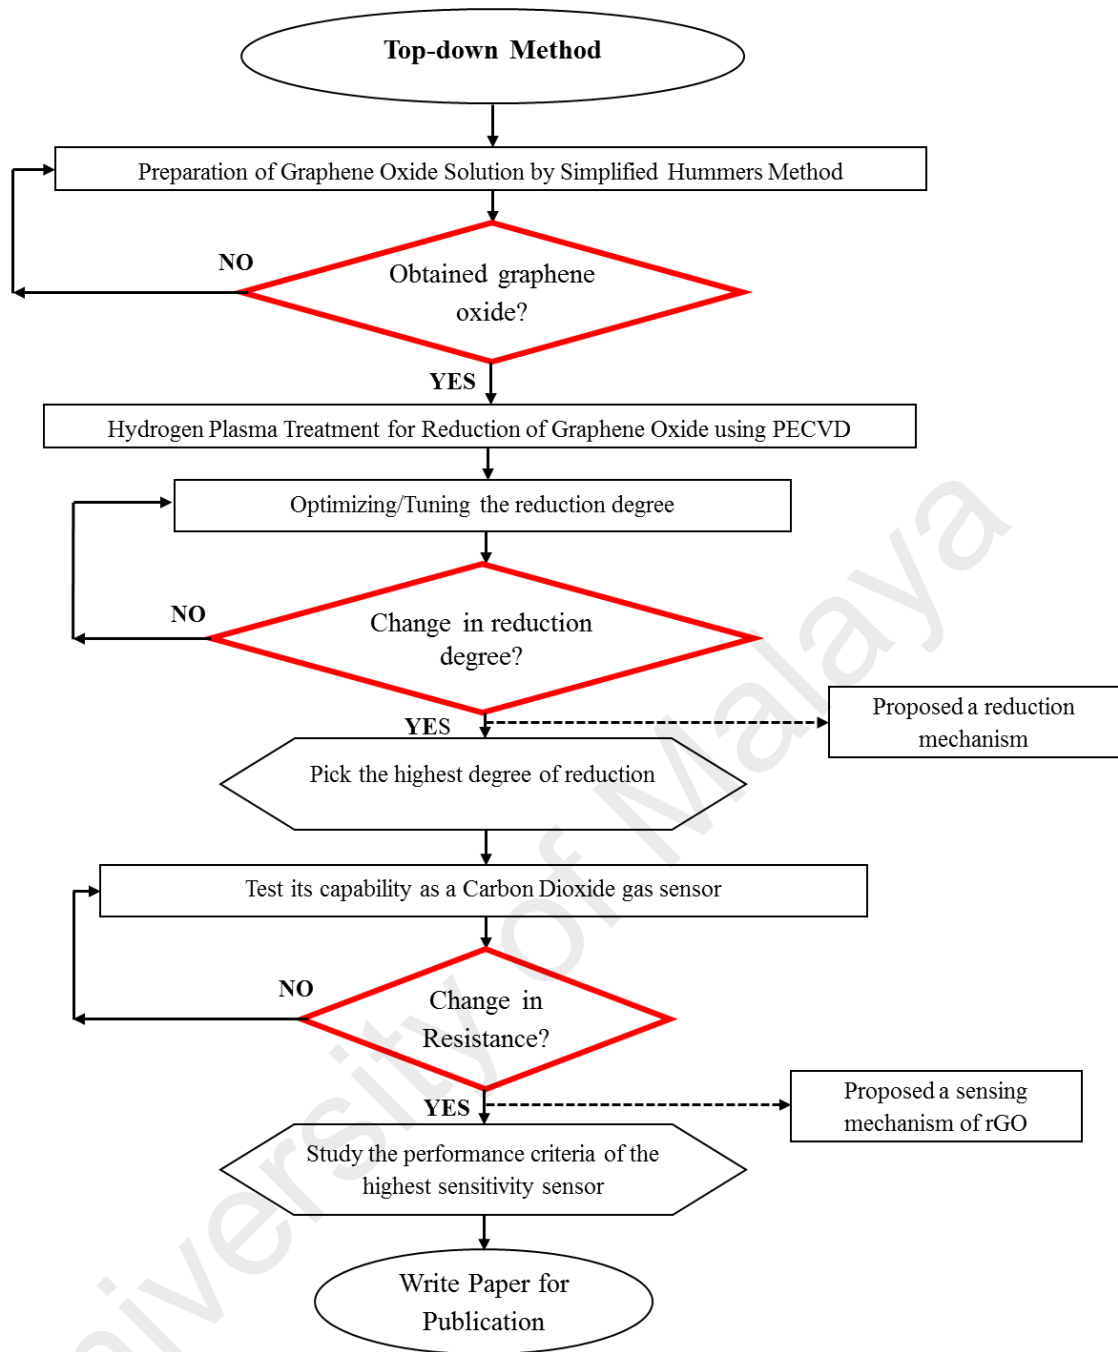 Top-down Method
Preparation of Graphene Oxide Solution by Simplified Hummers Method
NO
Obtained graphene
oxide?
YES
Hydrogen Plasma Treatment for Reduction of Graphene Oxide using PECVD
Optimizing/Tuning the reduction degree
NO
Change in reduction
degree?
YES
Proposed a reduction
mechanism
Pick the highest degree of reduction
Test its capability as a Carbon Dioxide gas sensor
NO
Change in
Resistance?
YES
Proposed a sensing
mechanism of rGO
Study the performance criteria of the
highest sensitivity sensor
Write Paper for
Publication
niversity of Malaya